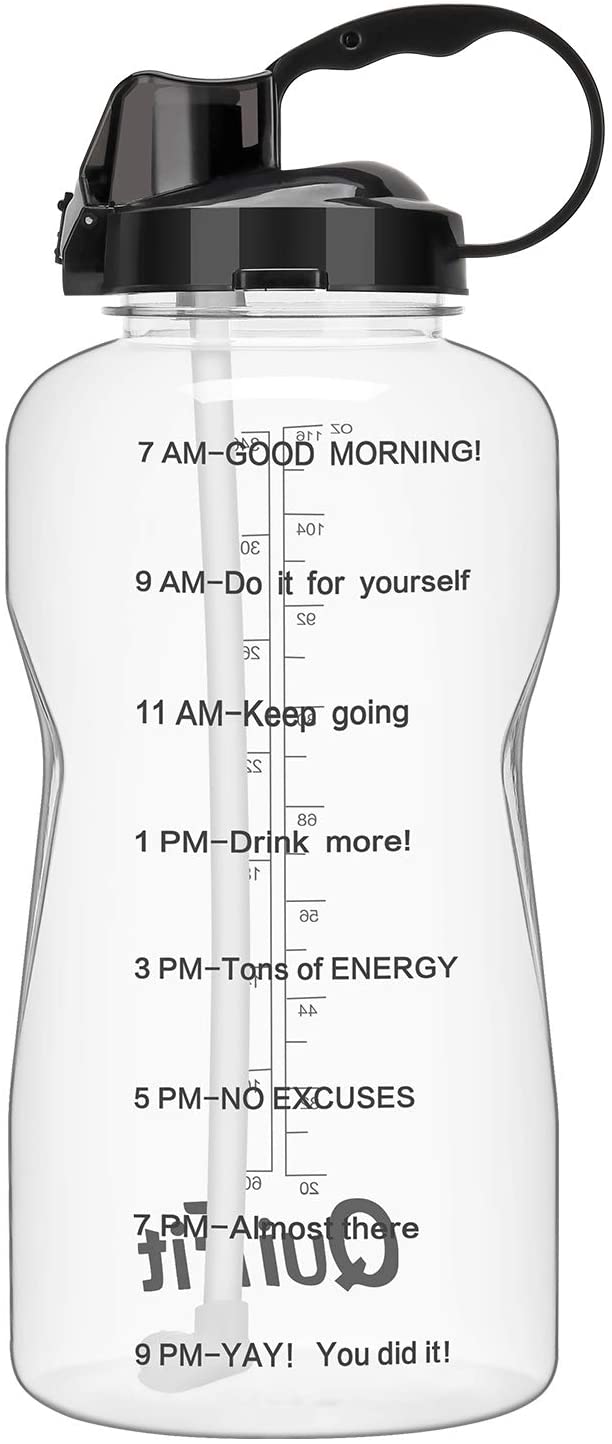 OZ
116
7 AM–GOOD MORNING!
104
30
9 AM–Do it for yourself
92
26
11 AM–Keep going
22
68
1 PM–Drink more!
18
56
3 PM–Tons of ENERGY
44
5 PM–NO EXCUSES
32
60
20
QuiFit
7 PM–Almost there
9 PM–YAY! You did it!